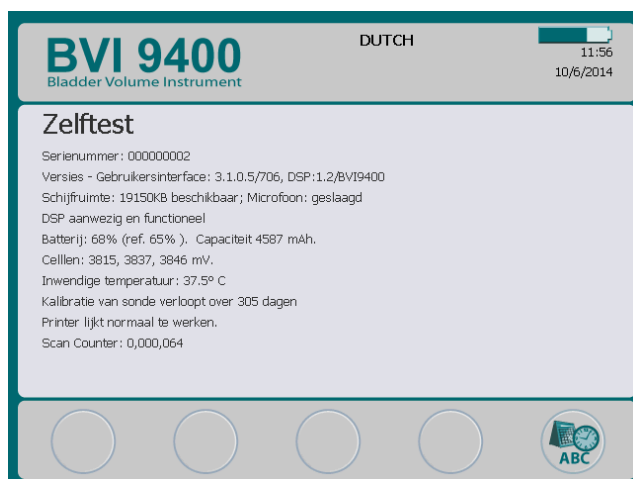 BVI 9400
Bladder Volume Instrument
DUTCH
11:56
10/6/2014
Zelftest
Serienummer: 000000002
Versies - Gebruikersinterface: 3.1.0.5/706, DSP:1.2/BVI9400
Schijfruimte: 19150KB beschikbaar; Microfoon: geslaagd
DSP aanwezig en functioneel
Batterij: 68% (ref. 65% ). Capaciteit 4587 mAh.
Celllen: 3815, 3837, 3846 mV.
Inwendige temperatuur: 37.5º C
Kalibratie van sonde verloopt over 305 dagen
Printer lijkt normaal te werken.
Scan Counter: 0,000,064
ABC